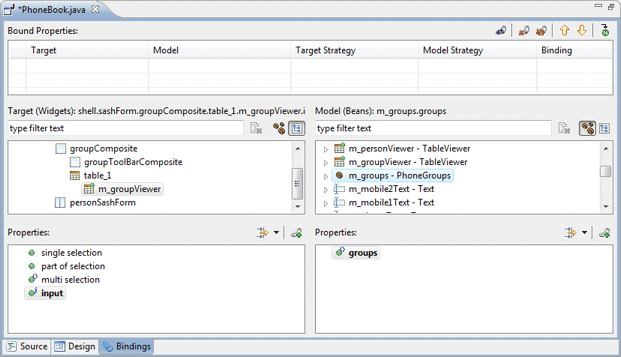 *PhoneBook.java
Bound Properties:
Target Model Target Strategy Model Strategy Binding
Target (Widgets): shell.sashForm.groupComposite.table_1.m_groupViewer.i
type filter text
groupComposite
groupToolBarComposite
table_1
m_groupViewer
personSashForm
Properties:
single selection
part of selection
multi selection
input
Model (Beans): m_groups.groups
type filter text
m_personViewer - TableViewer
m_groupViewer - TableViewer
m_groups - PhoneGroups
m_mobile2Text - Text
m_mobile1Text - Text
Properties:
groups
Source Design Bindings